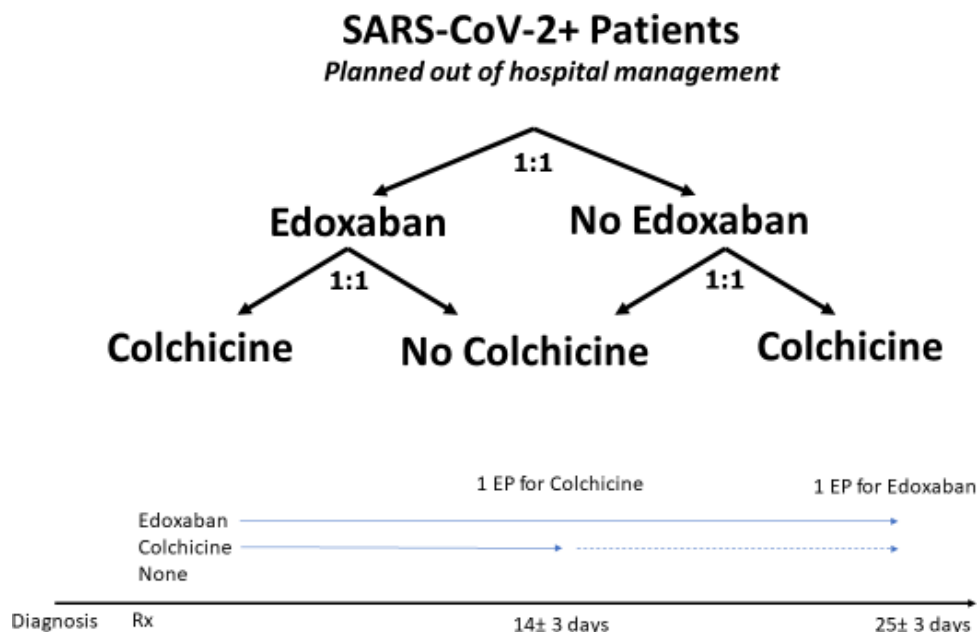 SARS-CoV-2+ Patients
Planned out of hospital management
1:1
Edoxaban
No Edoxaban
1:1
1:1
Colchicine
No Colchicine
Colchicine
1 EP for Colchicine
1 EP for Edoxaban
Edoxaban
Colchicine
None
Diagnosis
Rx
14± 3 days
25± 3 days